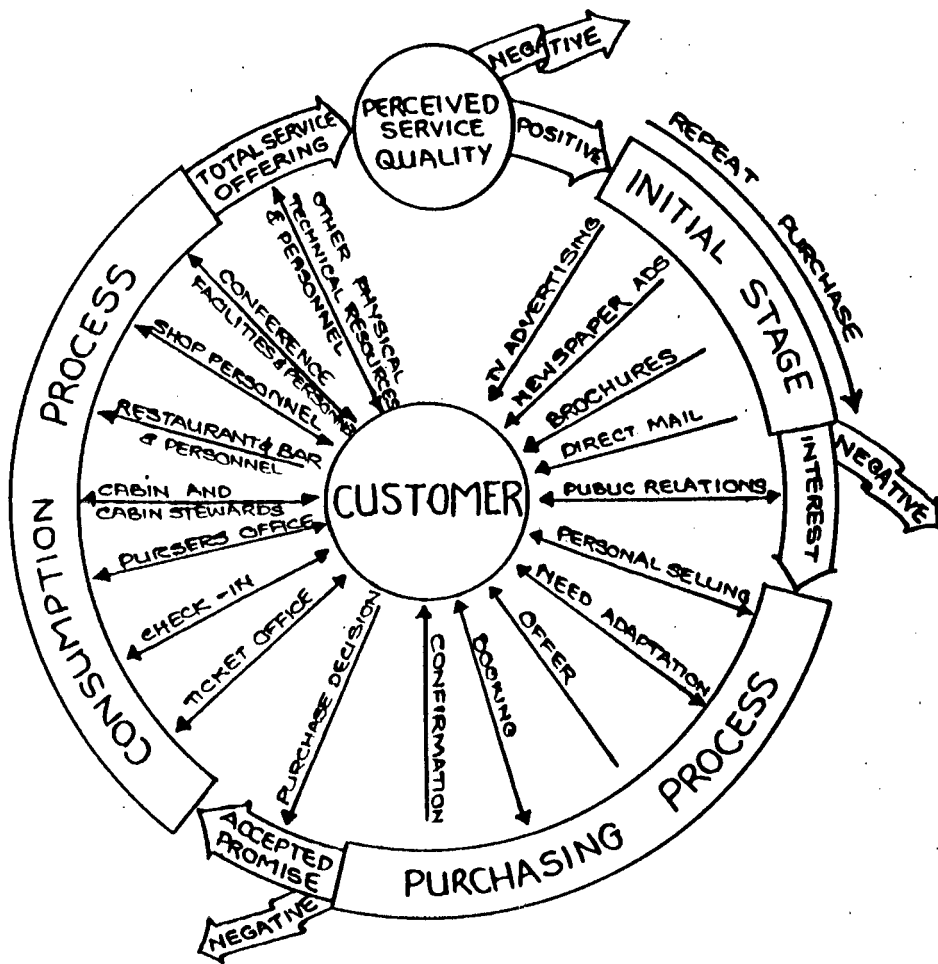 NEGATIVE
PERCEIVED
SERVICE
QUALITY
POSITIVE
REPEAT PURCHASE
INITIAL STAGE
NEGATIVE
INTEREST
PURCHASING PROCESS
ACCEPTED
PROMISE
NEGATIVE
CONSUMPTION PROCESS
TOTAL SERVICE
OFFERING
CUSTOMER
TV ADVERTISING
NEWSPAPER ADS
BROCHURES
DIRECT MAIL
PUBLIC RELATIONS
PERSONAL SELLING
NEED ADAPTATION
OFFER
BOOKING
CONFIRMATION
PURCHASE DECISION
TICKET OFFICE
CHECK-IN
PURSERS OFFICE
CABIN AND
CABIN STEWARDS
RESTAURANT & BAR
& PERSONNEL
SHOP PERSONNEL
CONFERENCE
FACILITIES & PERSONNEL
OTHER PHYSICAL
TECHNICAL RESOURCES
& PERSONNEL